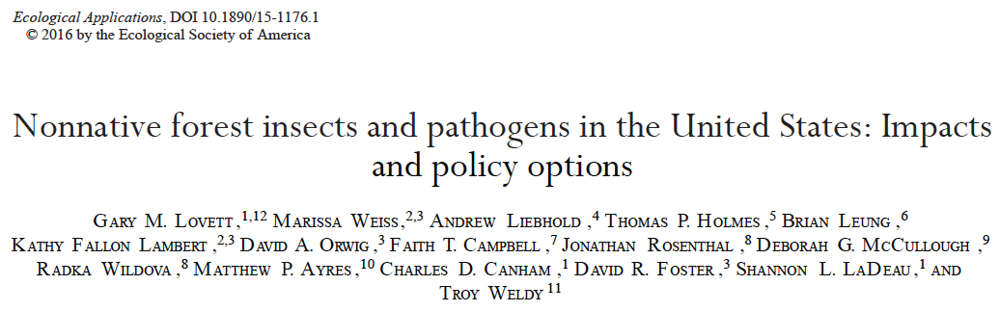 Ecological Applications, DOI 10.1890/15-1176.1
© 2016 by the Ecological Society of America
Nonnative forest insects and pathogens in the United States: Impacts
and policy options
Gary M. Lovett,1,12 Marissa Weiss,2,3 Andrew Liebhold,4 Thomas P. Holmes,5 Brian Leung,6
Kathy Fallon Lambert,2,3 David A. Orwig,3 Faith T. Campbell,7 Jonathan Rosenthal,8 Deborah G. McCullough,9
Radka Wildova,8 Matthew P. Ayres,10 Charles D. Canham,1 David R. Foster,3 Shannon L. LaDeau,1 and
Troy Weldy11